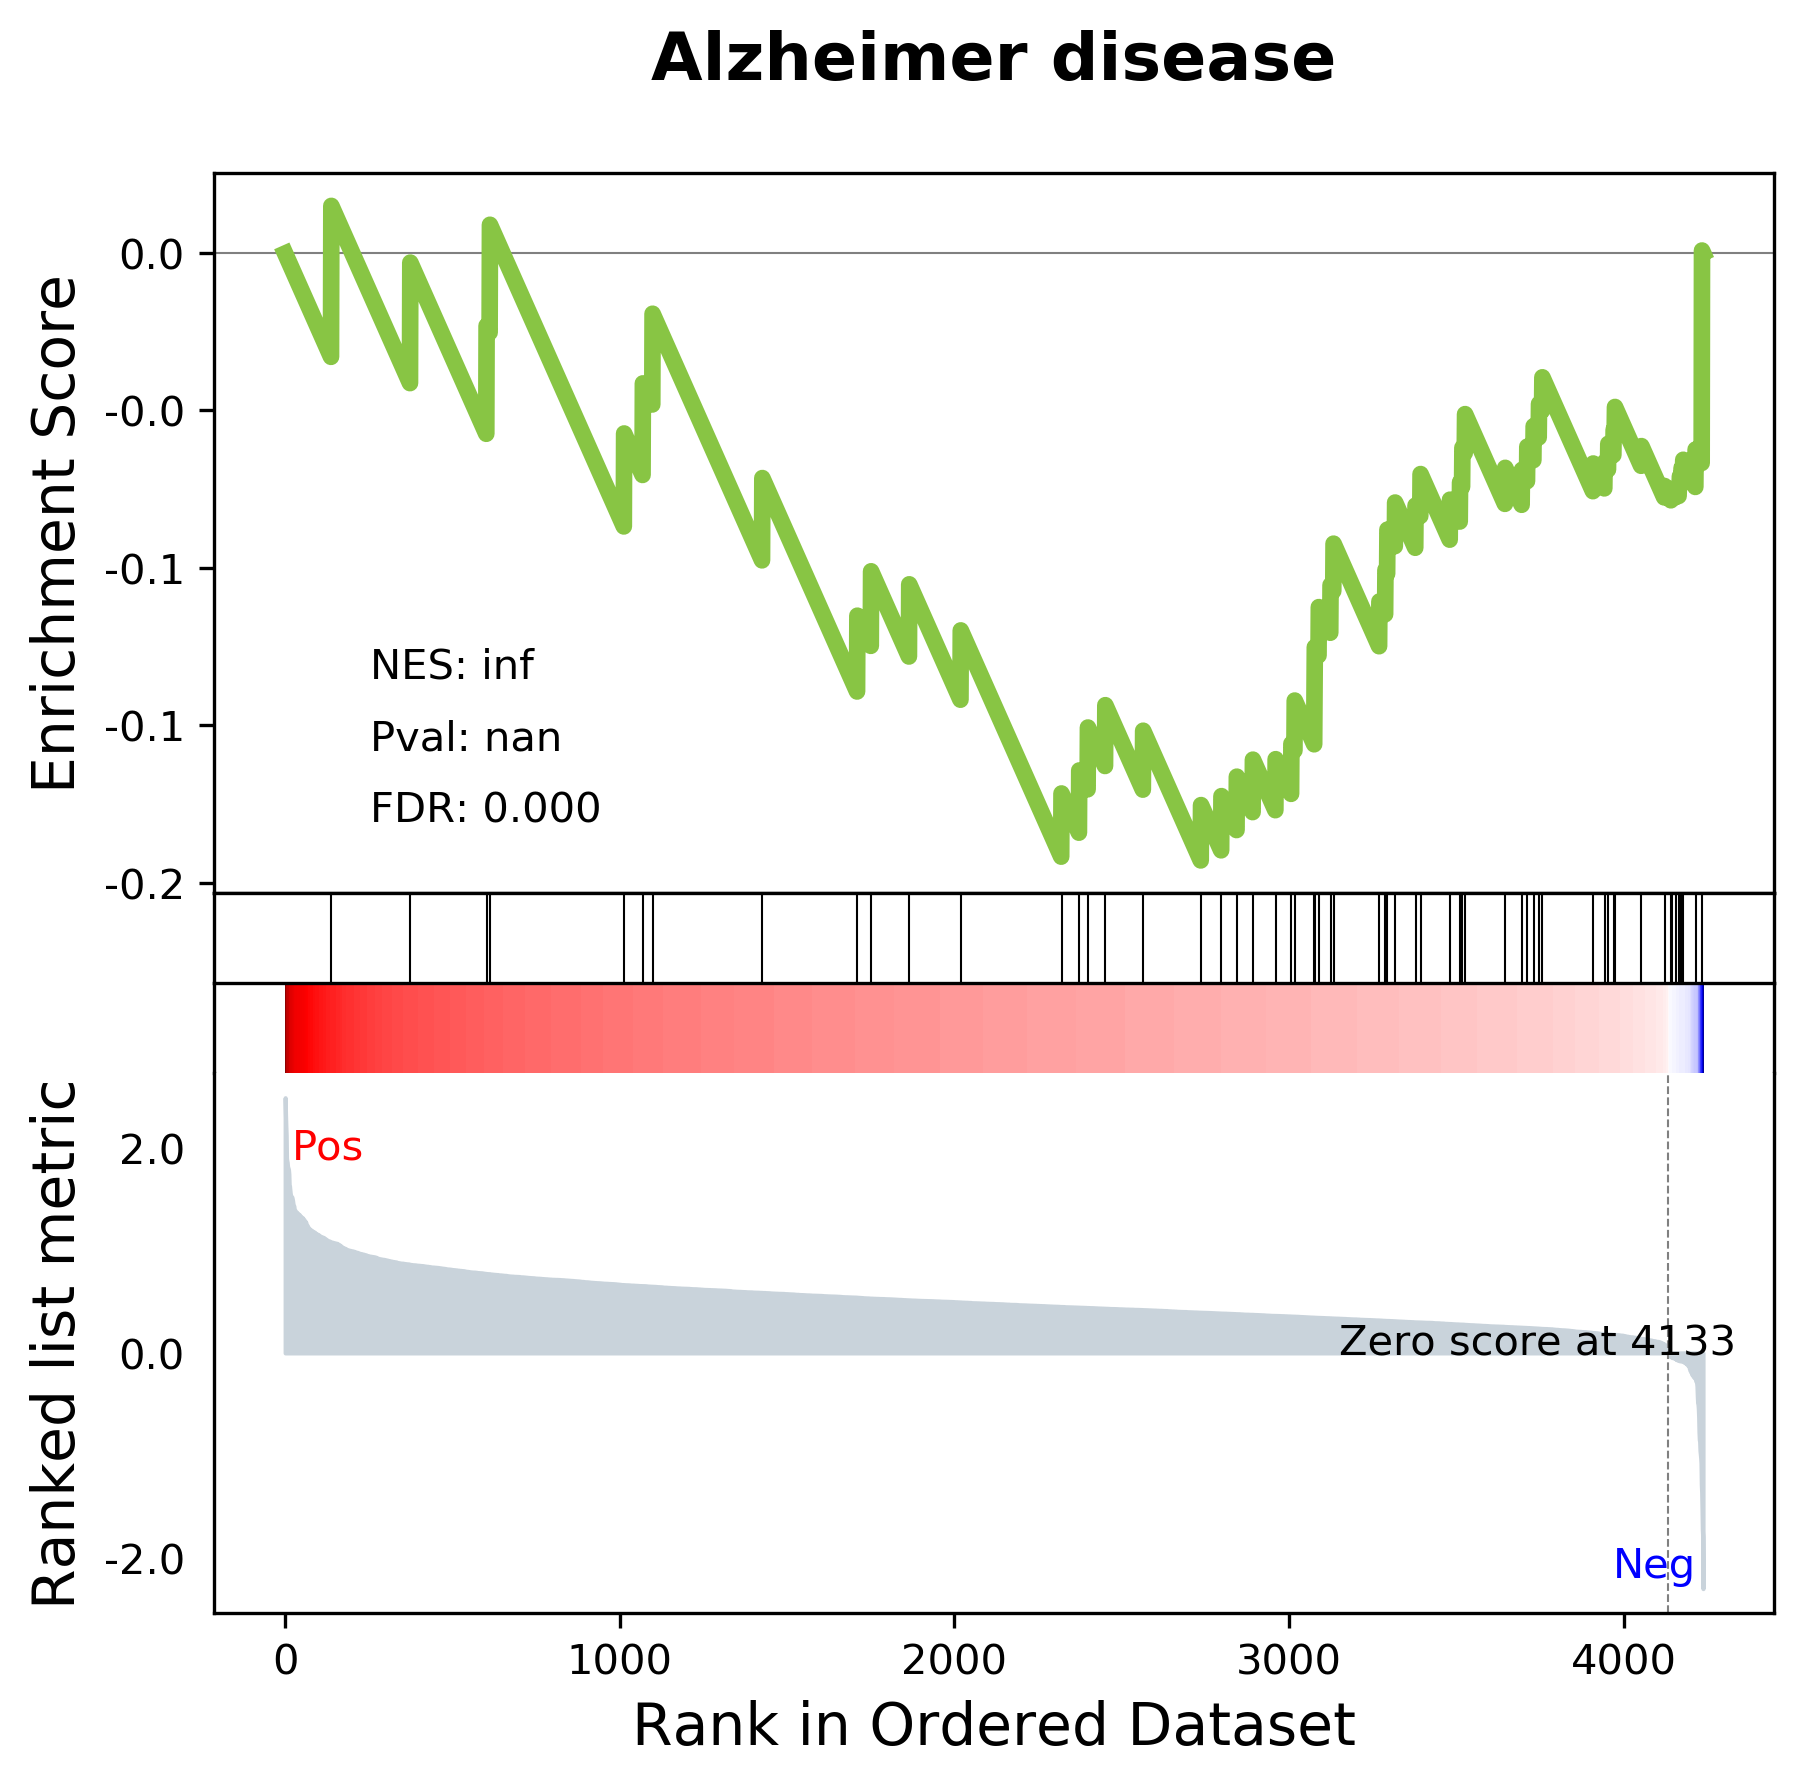 Alzheimer disease
Enrichment Score
0.0
-0.0
-0.1
-0.1
-0.2
NES: inf
Pval: nan
FDR: 0.000
Ranked list metric
2.0
0.0
-2.0
Pos
Zero score at 4133
Neg
0 1000 2000 3000 4000
Rank in Ordered Dataset